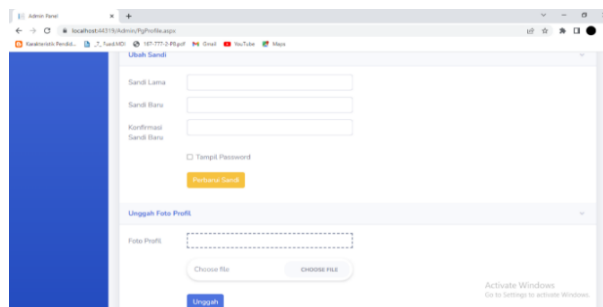 Admin Panel
localhost:44319/Admin/PgProfile.aspx
YouTube
Maps
Ubah Sandi
Sandi Lama
Sandi Baru
Konfirmasi
Sandi Baru
Tampil Password
Perbarui Sandi
Unggah Foto Profil
Foto Profil
Choose file
CHOOSE FILE
Unggah
Activate Windows
Go to Settings to activate Windows.